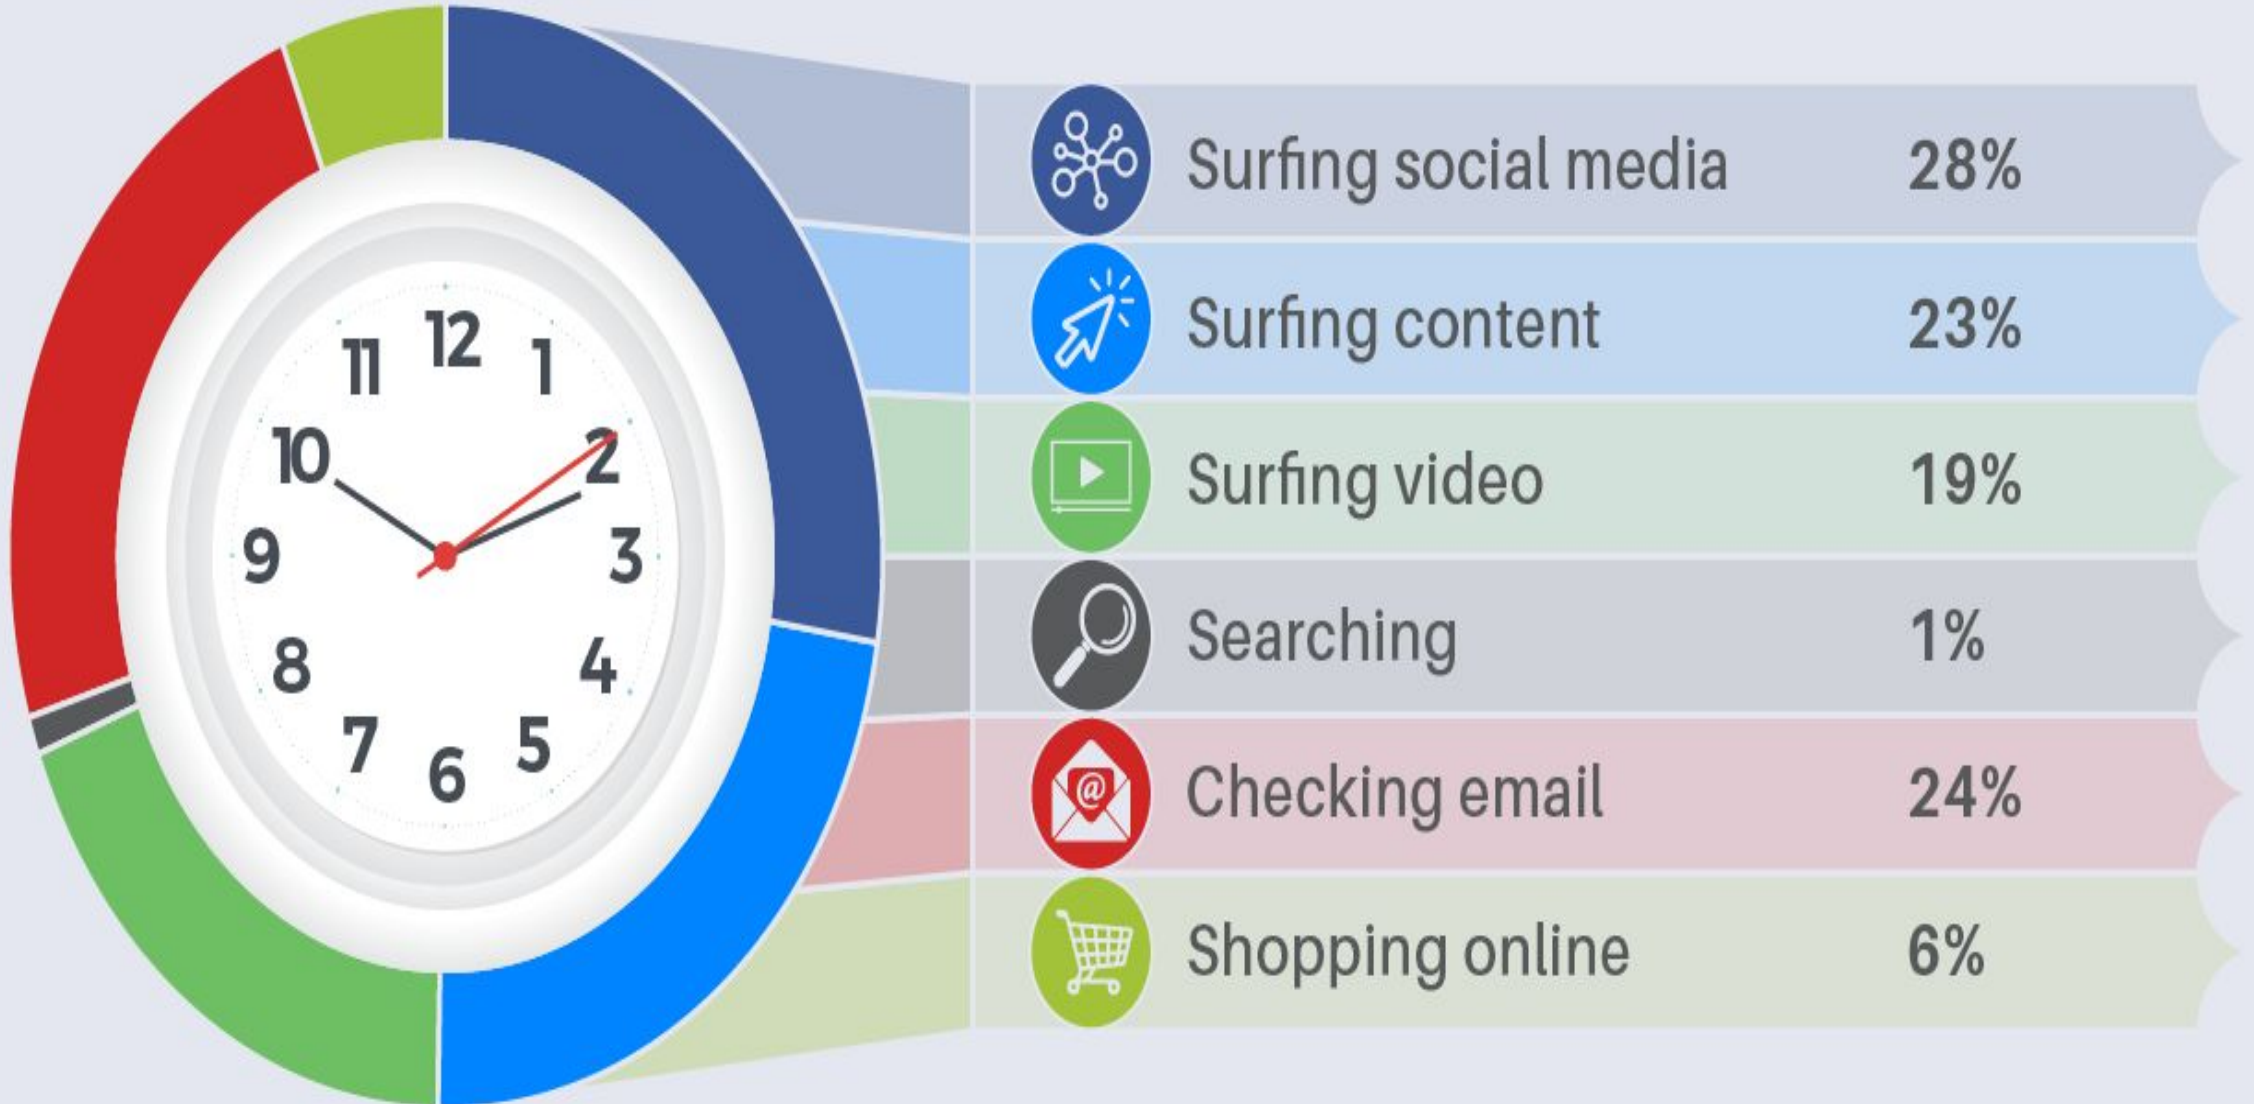 12
11
1
10
2
9
3
8
4
7
5
6
Surfing social media 28%
Surfing content 23%
Surfing video 19%
Searching 1%
@
Checking email 24%
Shopping online 6%